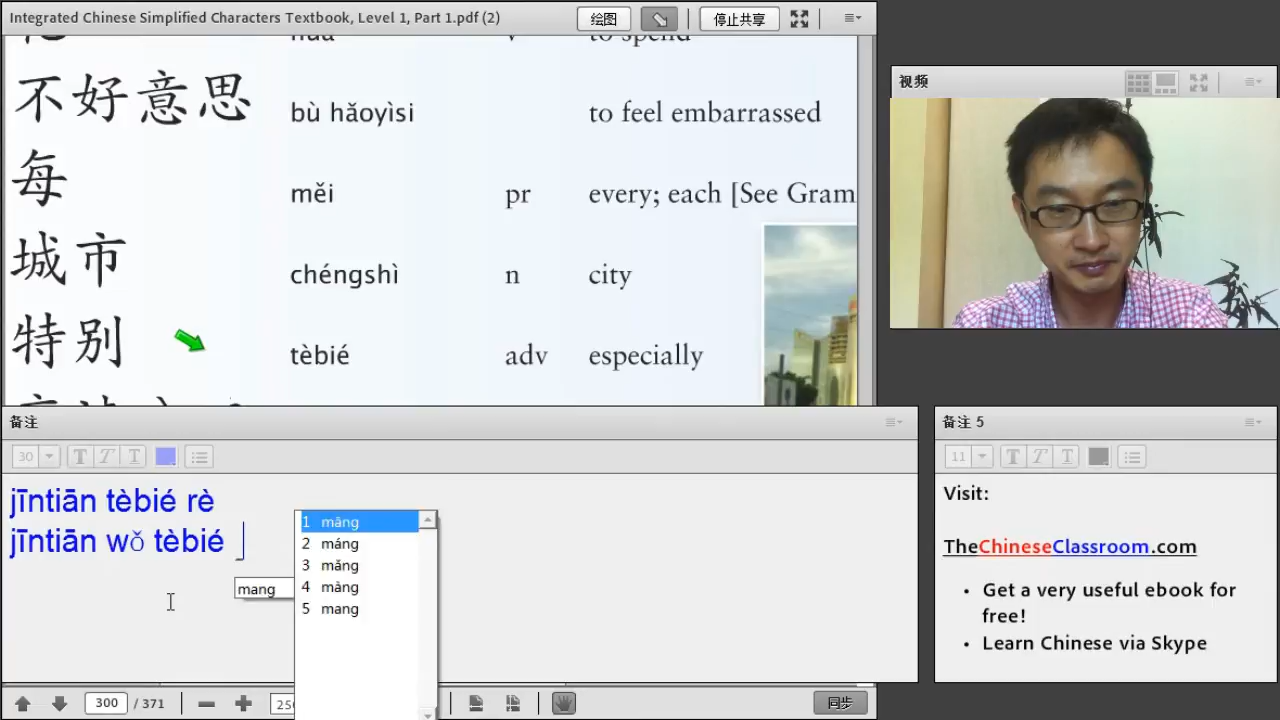 Integrated Chinese Simplified Characters Textbook, Level 1, Part 1.pdf (2)
绘图
停止共享
huā v to spend
不好意思 bù hǎoyìsi to feel embarrassed
每 měi pr every; each [See Gram
城市 chéngshì n city
特别 tèbié adv especially
视频
备注
30 T T T
jīntiān tèbié rè
jīntiān wǒ tèbié
mang
1 māng
2 máng
3 mǎng
4 màng
5 mang
300 / 371
同步
备注 5
11 T T T
Visit:
TheChineseClassroom.com
• Get a very useful ebook for
free!
• Learn Chinese via Skype